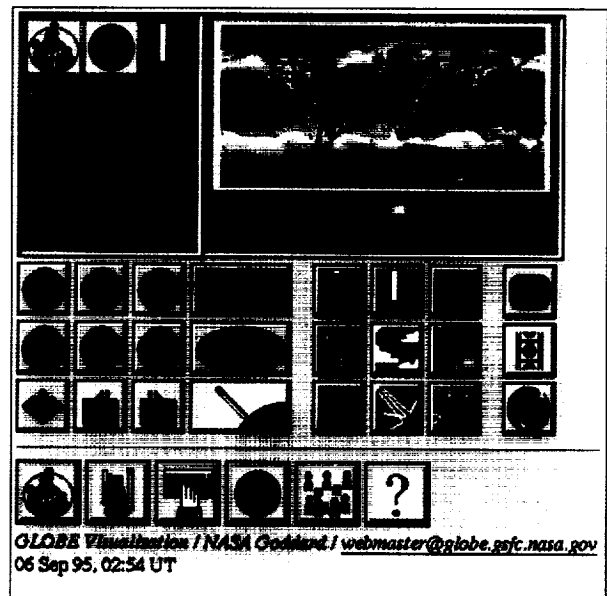 ?
GLOBE Visualization / NASA Goddard / webmaster@globe.gsfc.nasa.gov
06 Sep 95, 02:54 UT